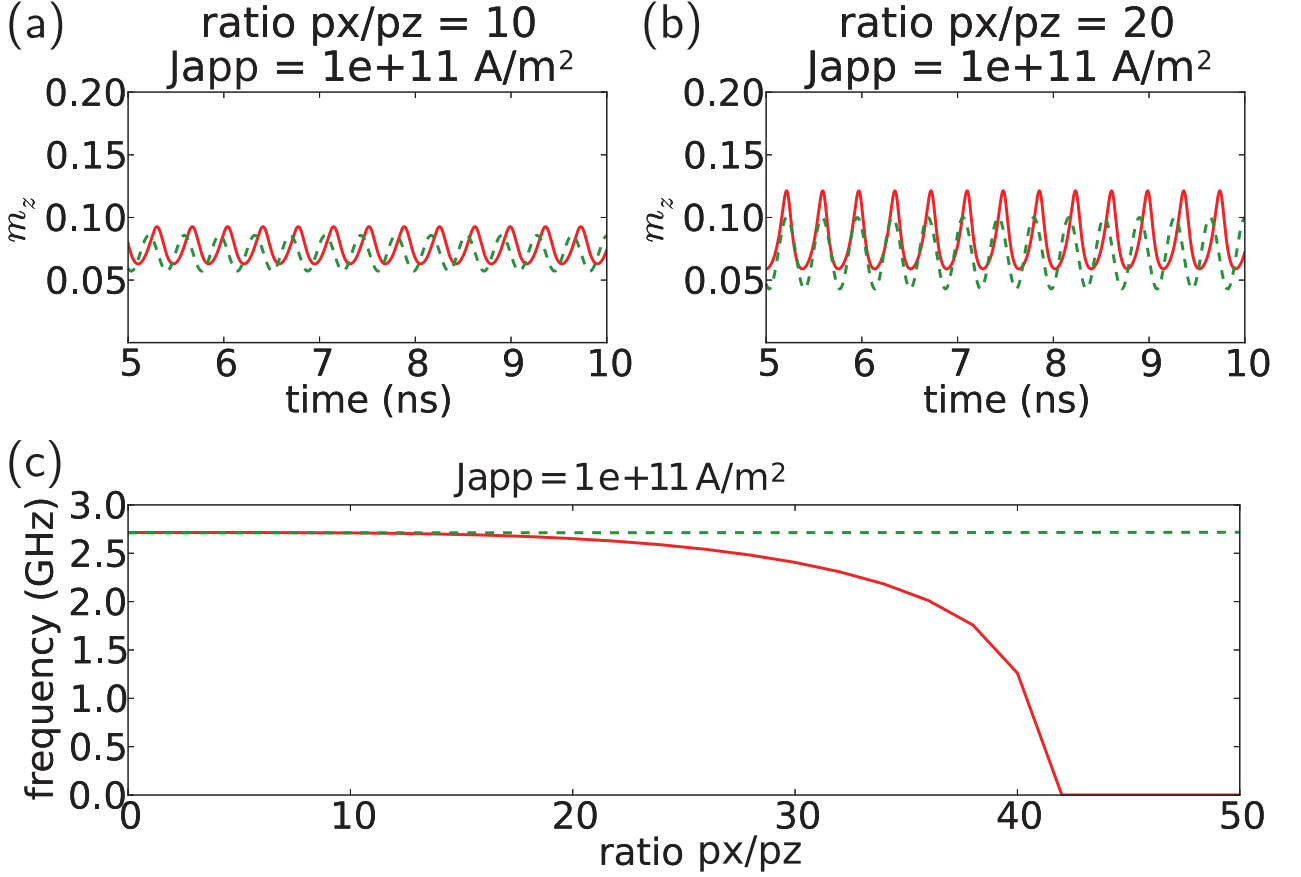 (a)
ratio px/pz = 10
Japp = 1e+11 A/m²
0.20
0.15
0.10
0.05
m_z
5 6 7 8 9 10
time (ns)
(b)
ratio px/pz = 20
Japp = 1e+11 A/m²
0.20
0.15
0.10
0.05
m_z
5 6 7 8 9 10
time (ns)
(c)
Japp=1e+11 A/m²
3.0
2.5
2.0
1.5
1.0
0.5
0.0
frequency (GHz)
0 10 20 30 40 50
ratio px/pz